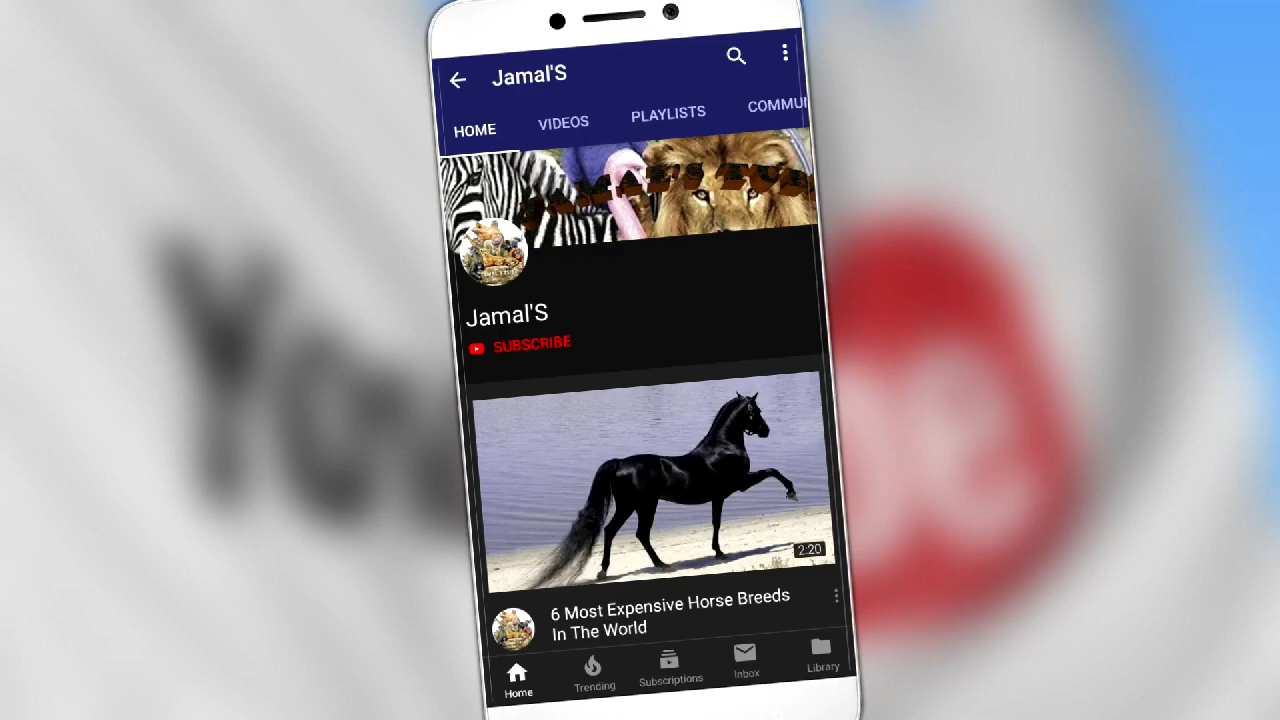 Jamal'S
HOME
VIDEOS
PLAYLISTS
Jamal'S
SUBSCRIBE
2:20
6 Most Expensive Horse Breeds
In The World
Home
Trending
Subscriptions
Inbox
Library